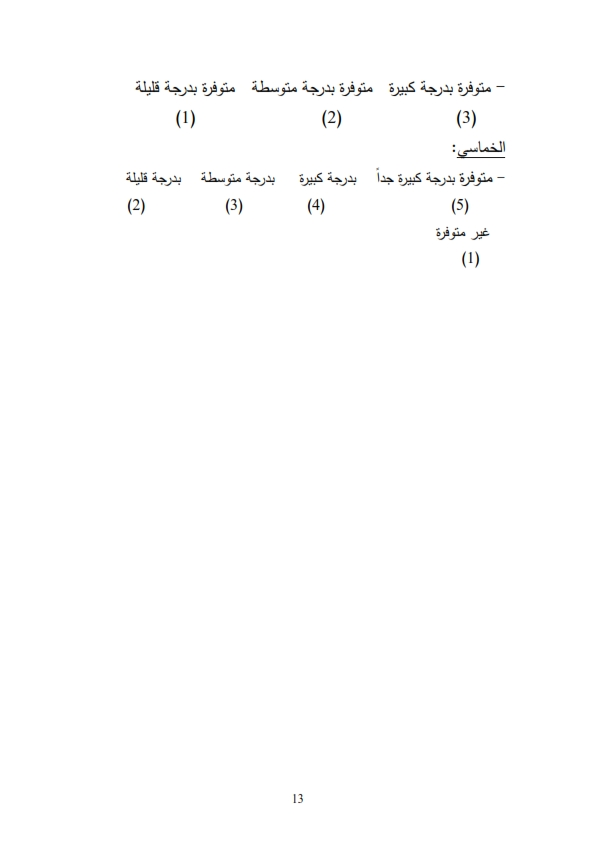 - متوفرة بدرجة كبيرة متوفرة بدرجة متوسطة متوفرة بدرجة قليلة
(3) (2) (1)
الخماسي:
- متوفرة بدرجة كبيرة جداً بدرجة كبيرة بدرجة متوسطة بدرجة قليلة
(5) (4) (3) (2)
غير متوفرة
(1)
13